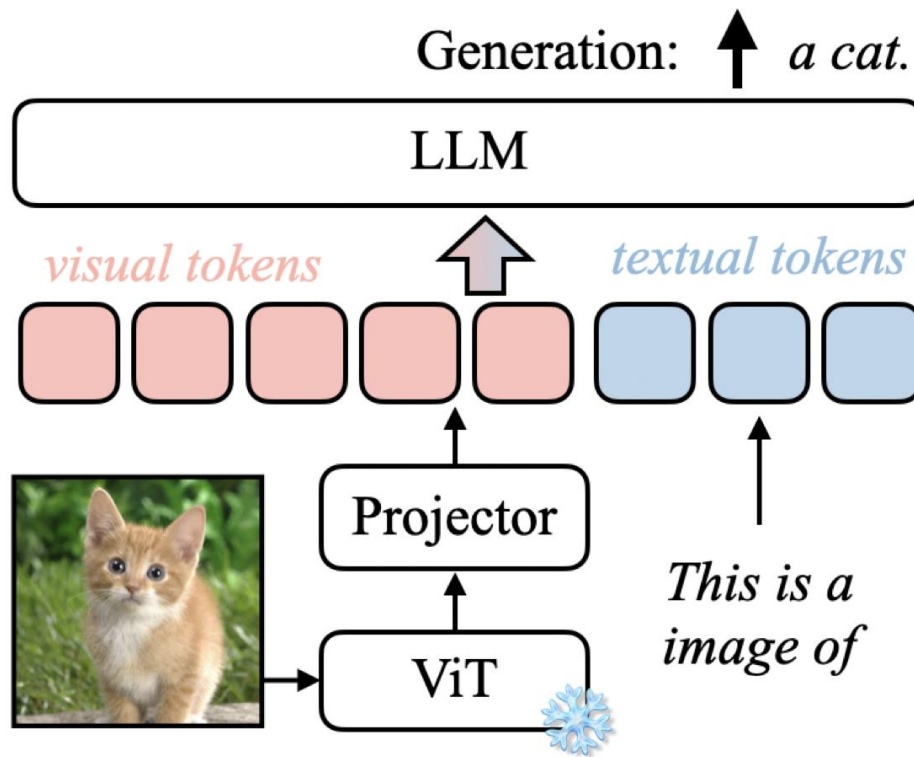 Generation: a cat.
LLM
visual tokens
textual tokens
Projector
This is a
image of
ViT